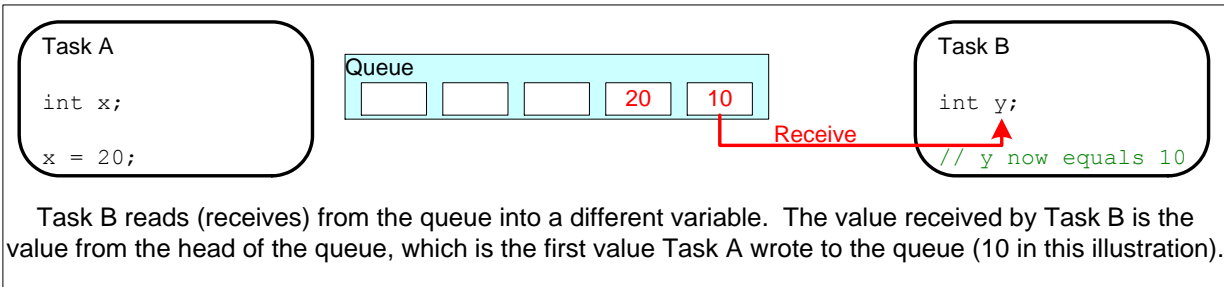 Task A
int x;
x = 20;
Queue
20
10
Receive
Task B
int y;
// y now equals 10
Task B reads (receives) from the queue into a different variable.  The value received by Task B is the
value from the head of the queue, which is the first value Task A wrote to the queue (10 in this illustration).